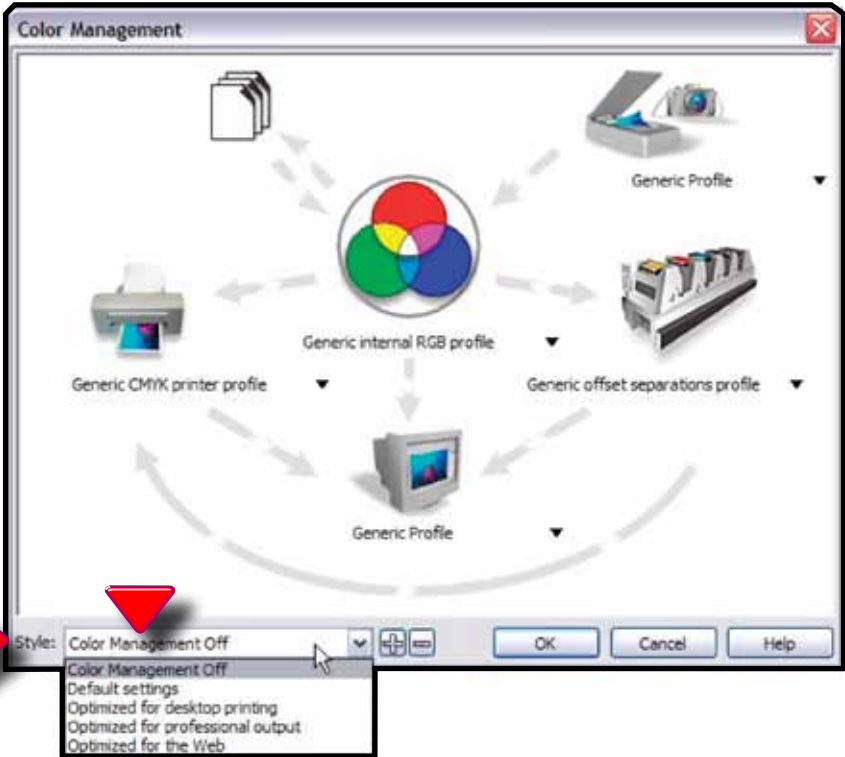 Color Management
Generic Profile
Generic internal RGB profile
Generic CMYK printer profile
Generic offset separations profile
Generic Profile
Style:
Color Management Off
OK
Cancel
Help
Color Management Off
Default settings
Optimized for desktop printing
Optimized for professional output
Optimized for the Web